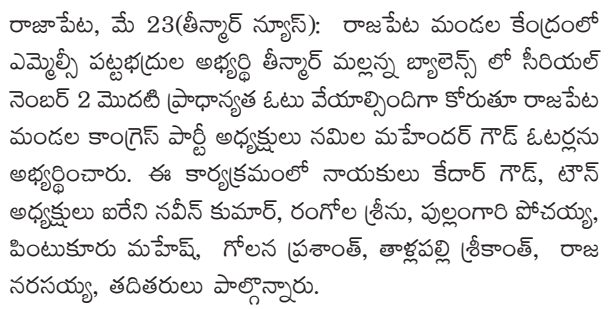 రాజాపేట, మే 23(తీన్మార్ న్యూస్): రాజపేట మండల కేంద్రంలో
ఎమ్మెల్సీ పట్టభద్రుల అభ్యర్థి తీన్మార్ మల్లన్న బ్యాలెన్స్ లో సీరియల్
నెంబర్ 2 మొదటి ప్రాధాన్యత ఓటు వేయాల్సిందిగా కోరుతూ రాజపేట
మండల కాంగ్రెస్ పార్టీ అధ్యక్షులు నమిల మహేందర్ గౌడ్ ఓటర్లను
అభ్యర్థించారు. ఈ కార్యక్రమంలో నాయకులు కేదార్ గౌడ్, టౌన్
అధ్యక్షులు ఐరేని నవీన్ కుమార్, రంగోల శ్రీను, పుల్లంగారి పోచయ్య,
పింటుకూరు మహేష్, గోలన ప్రశాంత్, తాళ్లపల్లి శ్రీకాంత్, రాజ
నరసయ్య, తదితరులు పాల్గొన్నారు.